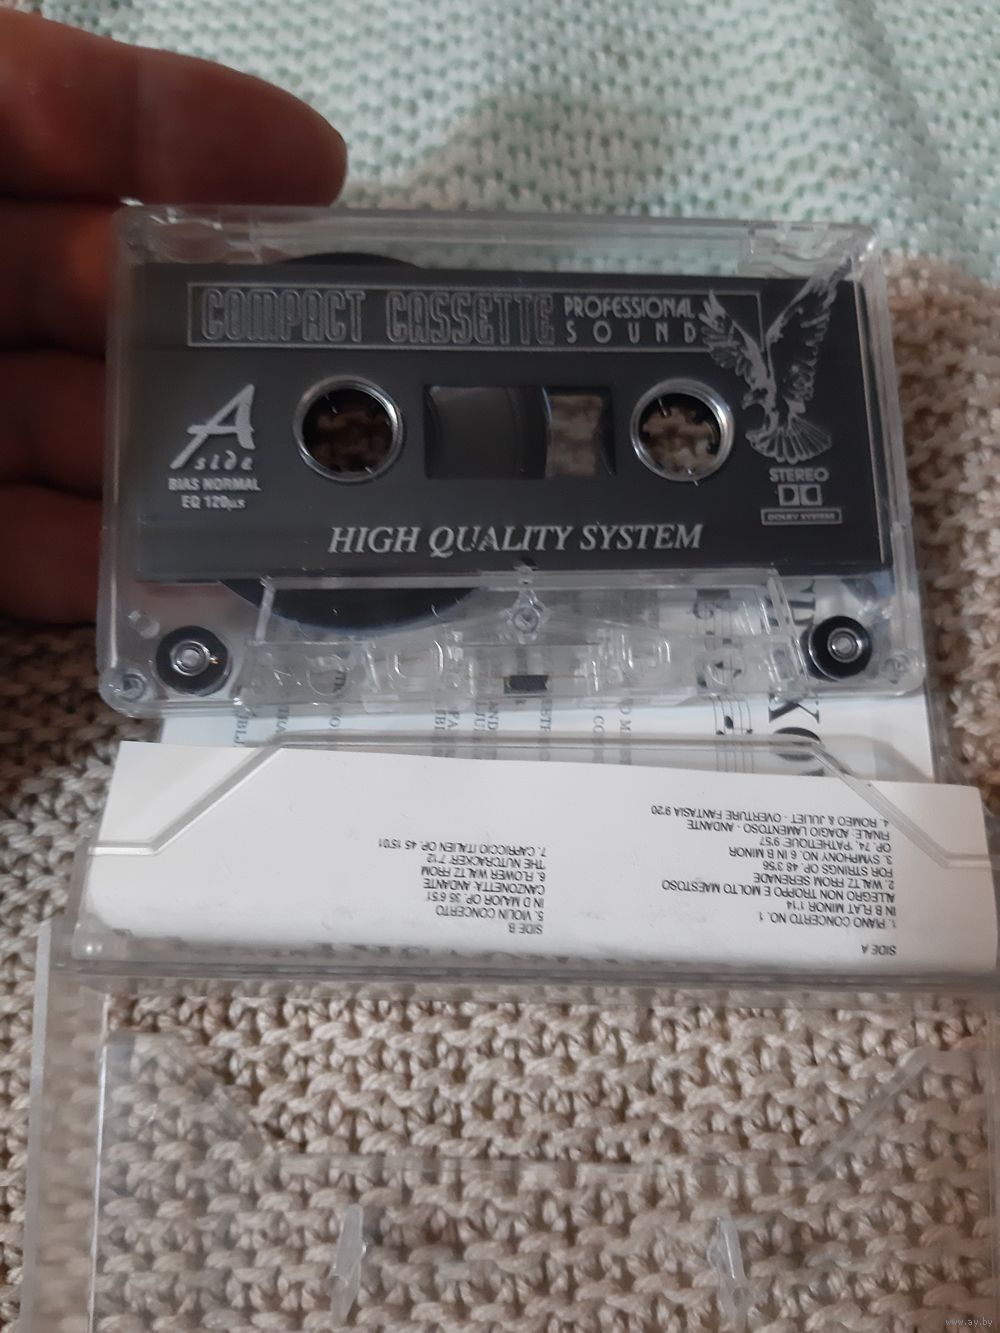 COMPACT CASSETTE PROFESSIONAL SOUND
A side
BIAS NORMAL
EQ 120µs
STEREO
DOLBY SYSTEM
HIGH QUALITY SYSTEM
SIDE A
1. PIANO CONCERTO NO. 1
IN B FLAT MINOR 1'14
ALLEGRO NON TROPPO E MOLTO MAESTOSO
2. WALTZ FROM SERENADE
FOR STRINGS OP. 48 3'56
3. SYMPHONY NO. 6 IN B MINOR
OP. 74, 'PATHETIQUE' 9'57
FINALE: ADAGIO LAMENTOSO - ANDANTE
4. ROMEO & JULIET - OVERTURE FANTASIA 9'20
SIDE B
5. VIOLIN CONCERTO
IN D MAJOR OP. 35 6'51
CANZONETTA: ANDANTE
6. FLOWER WALTZ FROM
THE NUTCRACKER 7'12
7. CAPRICCIO ITALIEN OP. 45 15'01
www.ay.by